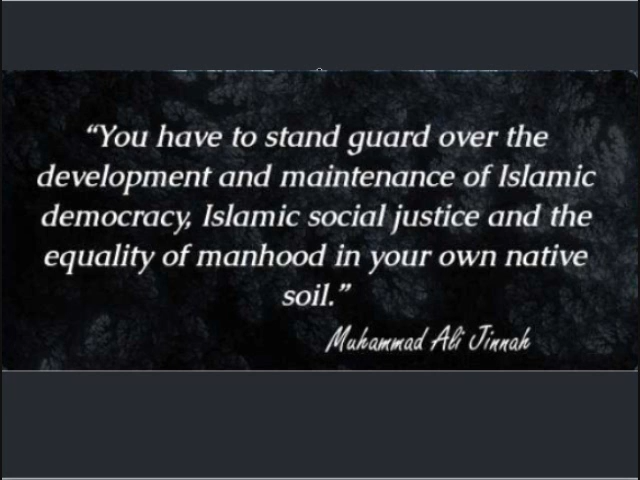 “You have to stand guard over the
development and maintenance of Islamic
democracy, Islamic social justice and the
equality of manhood in your own native
soil.”
Muhammad Ali Jinnah